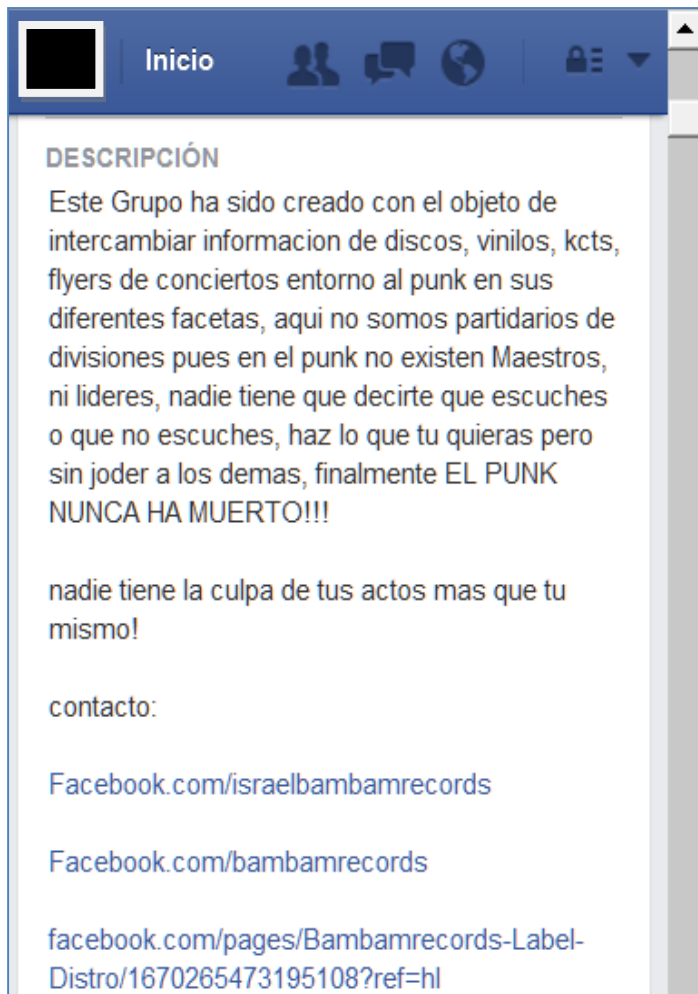 Inicio
DESCRIPCIÓN
Este Grupo ha sido creado con el objeto de
intercambiar informacion de discos, vinilos, kcts,
flyers de conciertos entorno al punk en sus
diferentes facetas, aqui no somos partidarios de
divisiones pues en el punk no existen Maestros,
ni lideres, nadie tiene que decirte que escuches
o que no escuches, haz lo que tu quieras pero
sin joder a los demas, finalmente EL PUNK
NUNCA HA MUERTO!!!
nadie tiene la culpa de tus actos mas que tu
mismo!
contacto:
Facebook.com/israelbambamrecords
Facebook.com/bambamrecords
facebook.com/pages/Bambamrecords-Label-
Distro/1670265473195108?ref=hl